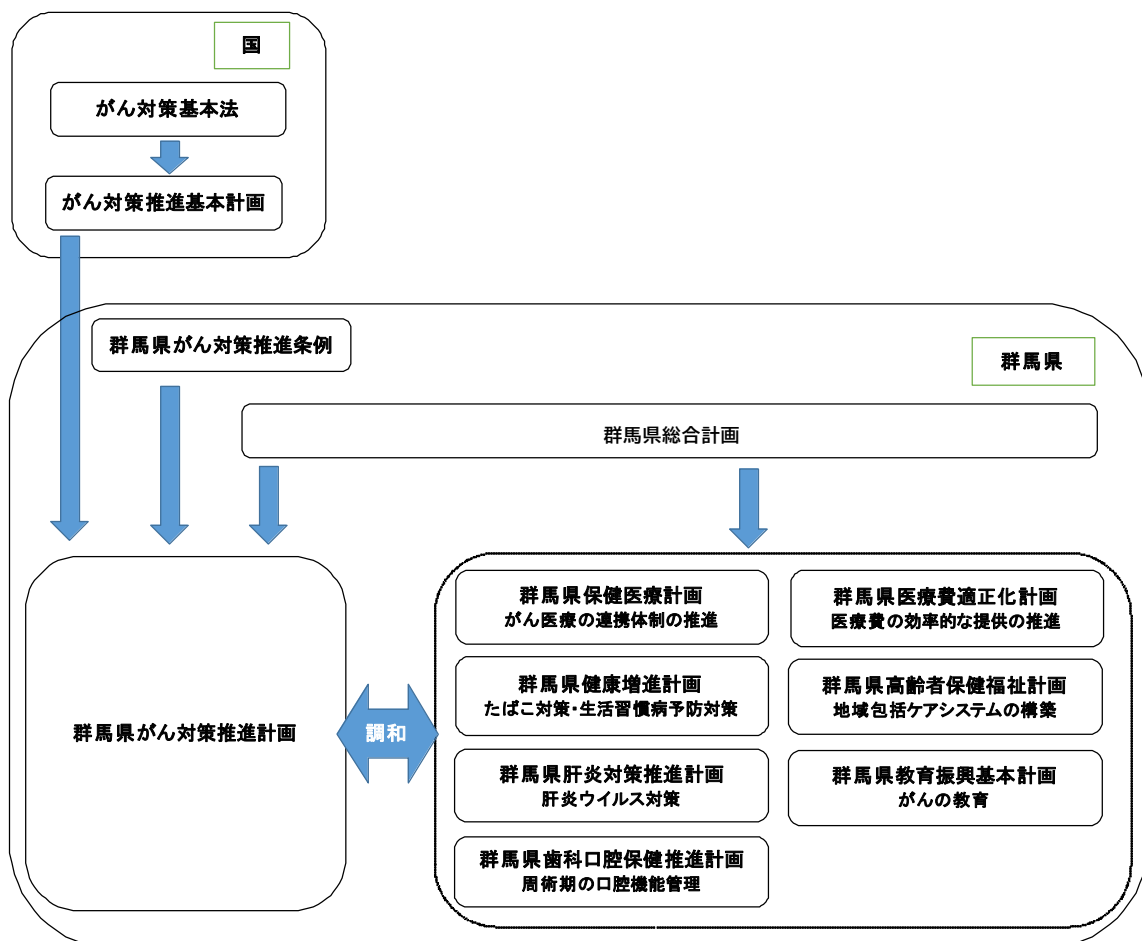 国
がん対策基本法
がん対策推進基本計画
群馬県がん対策推進条例
群馬県
群馬県総合計画
群馬県がん対策推進計画
調和
群馬県保健医療計画
がん医療の連携体制の推進
群馬県医療費適正化計画
医療費の効率的な提供の推進
群馬県健康増進計画
たばこ対策・生活習慣病予防対策
群馬県高齢者保健福祉計画
地域包括ケアシステムの構築
群馬県肝炎対策推進計画
肝炎ウイルス対策
群馬県教育振興基本計画
がんの教育
群馬県歯科口腔保健推進計画
周術期の口腔機能管理